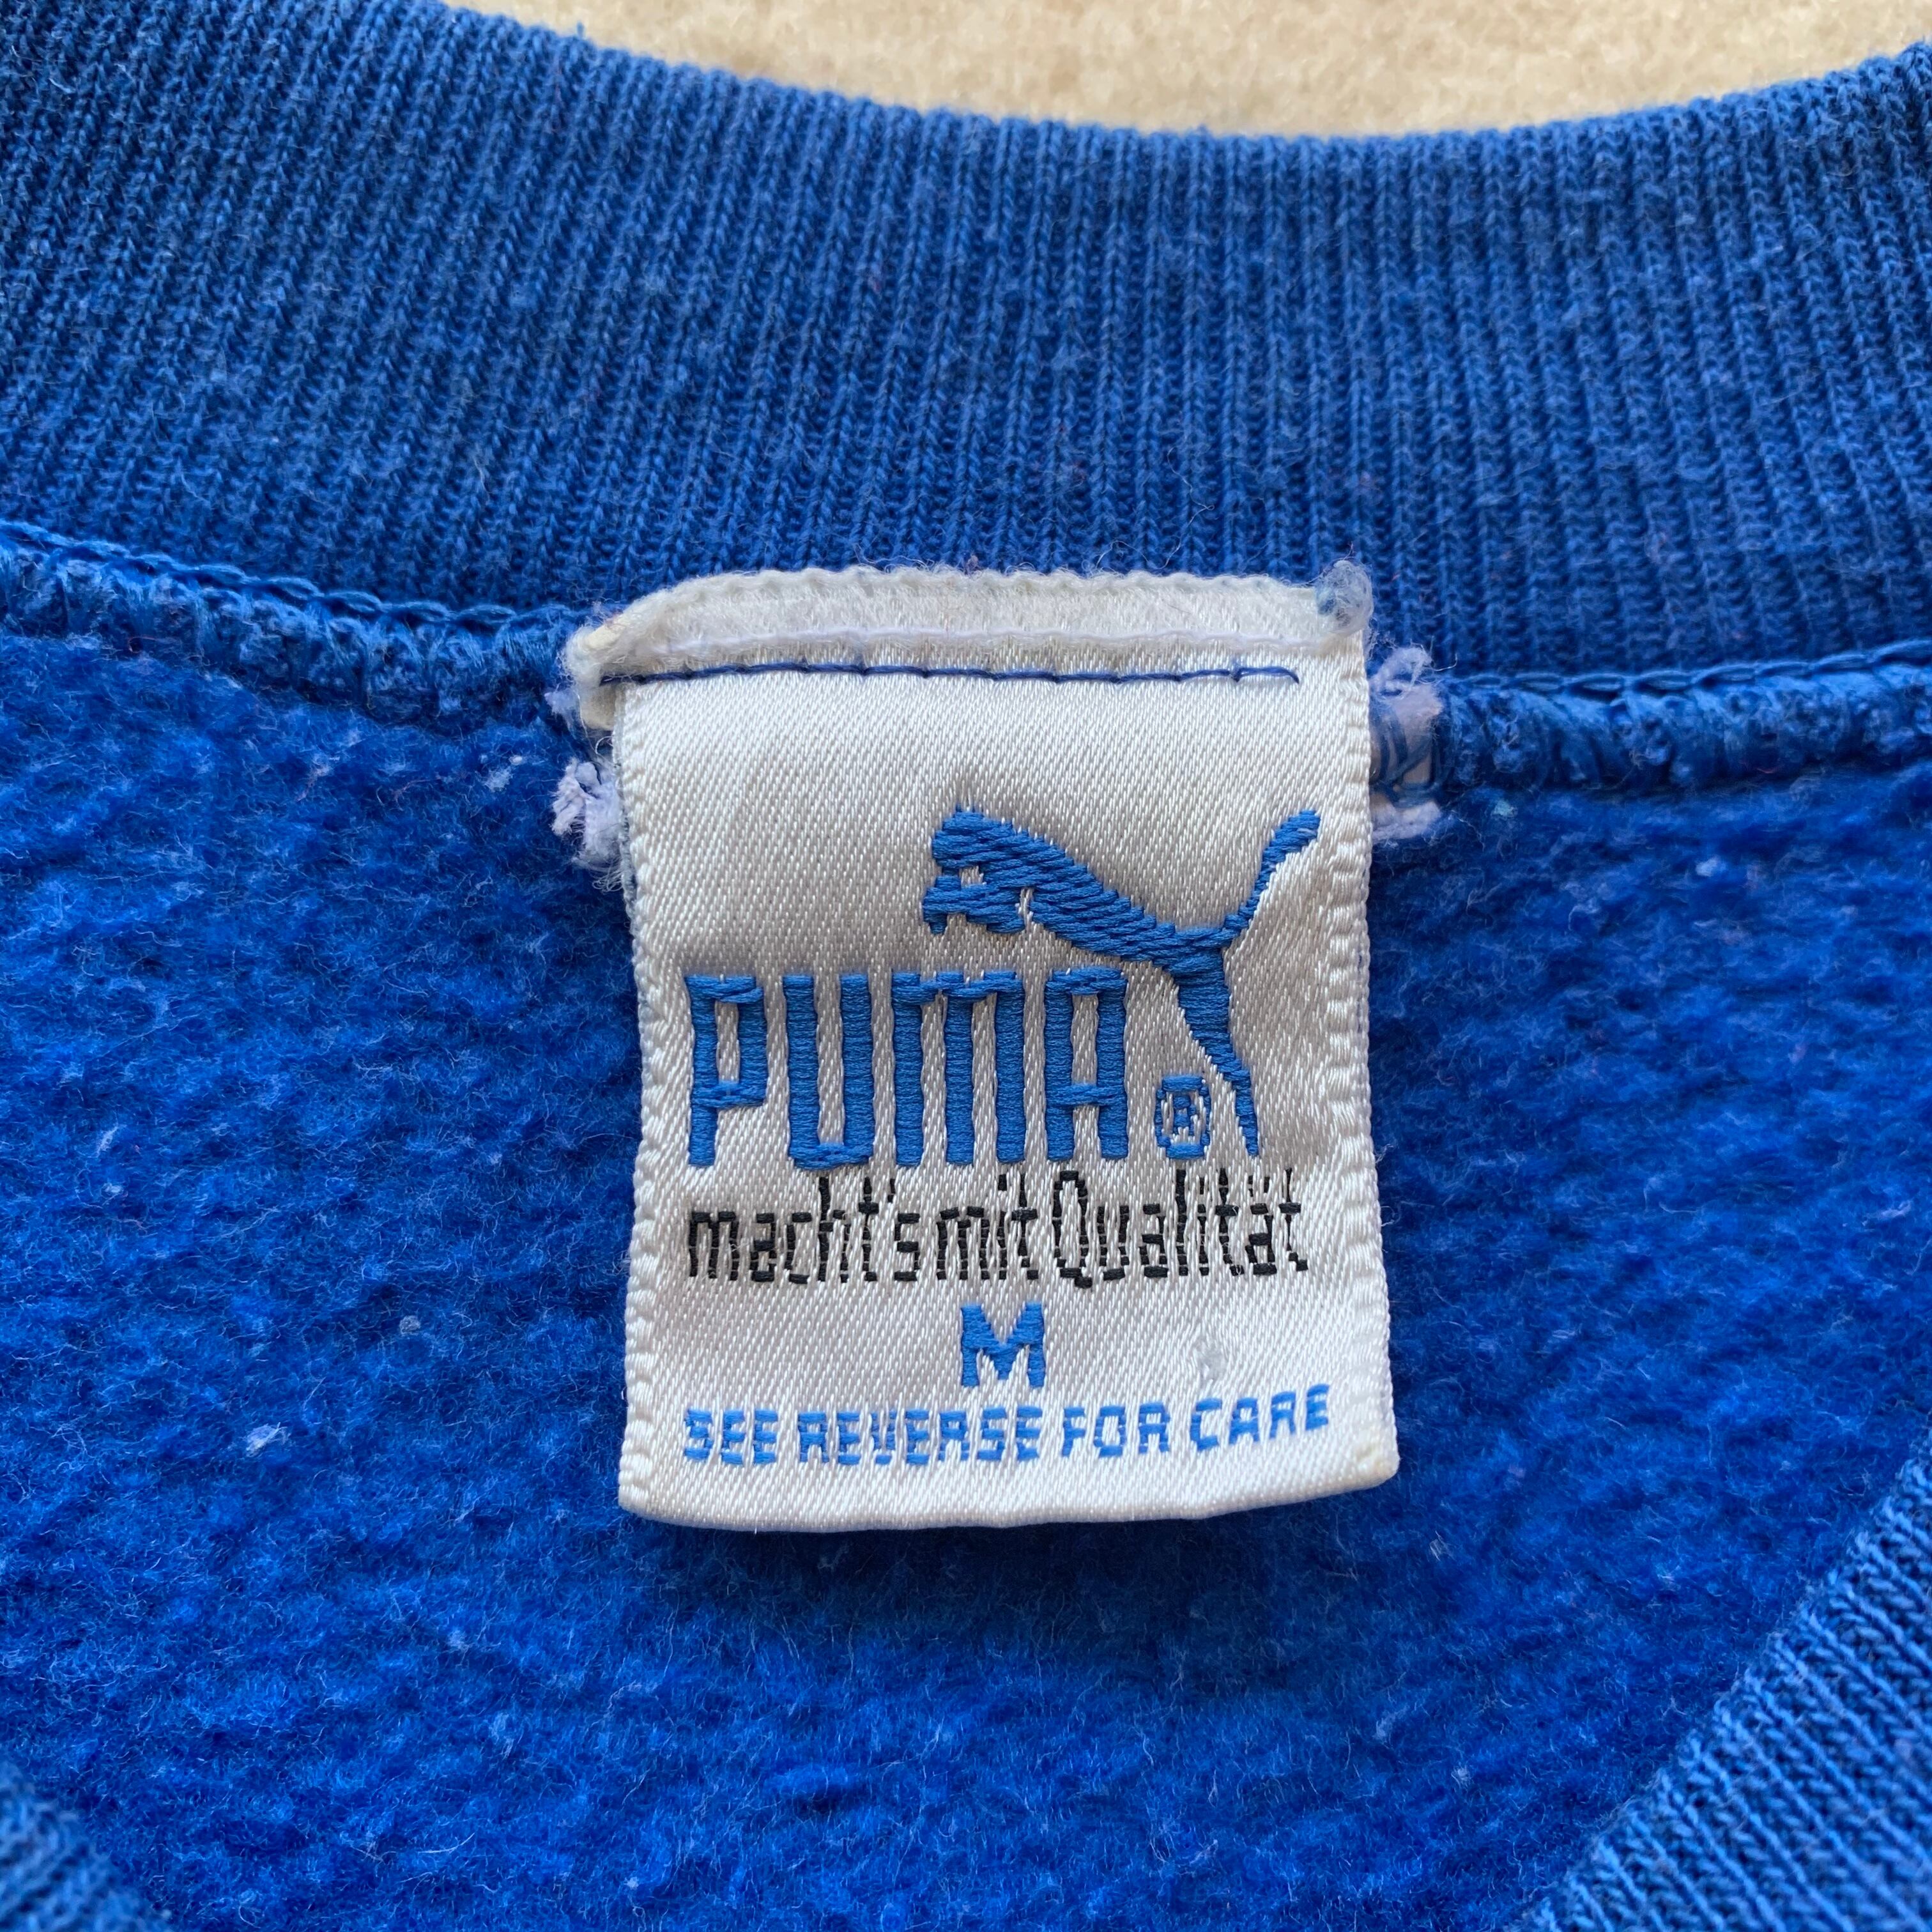 PUMA®
macht's mit Qualität
M
SEE REVERSE FOR CARE